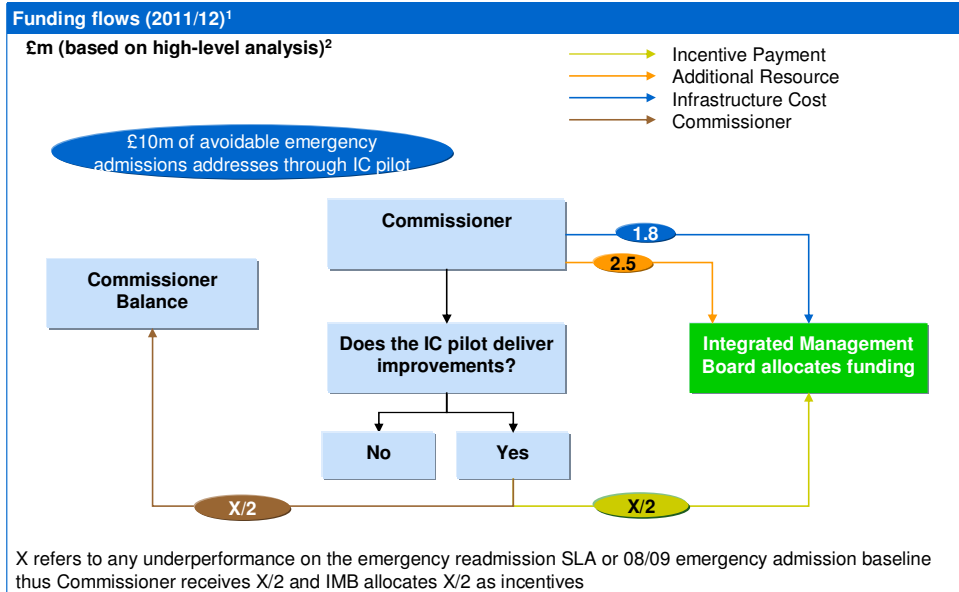 Funding flows (2011/12)1
£m (based on high-level analysis)2
Incentive Payment
Additional Resource
Infrastructure Cost
Commissioner
£10m of avoidable emergency
admissions addresses through IC pilot
Commissioner
1.8
2.5
Commissioner
Balance
Does the IC pilot deliver
improvements?
Integrated Management
Board allocates funding
No
Yes
X/2
X/2
X refers to any underperformance on the emergency readmission SLA or 08/09 emergency admission baseline
thus Commissioner receives X/2 and IMB allocates X/2 as incentives